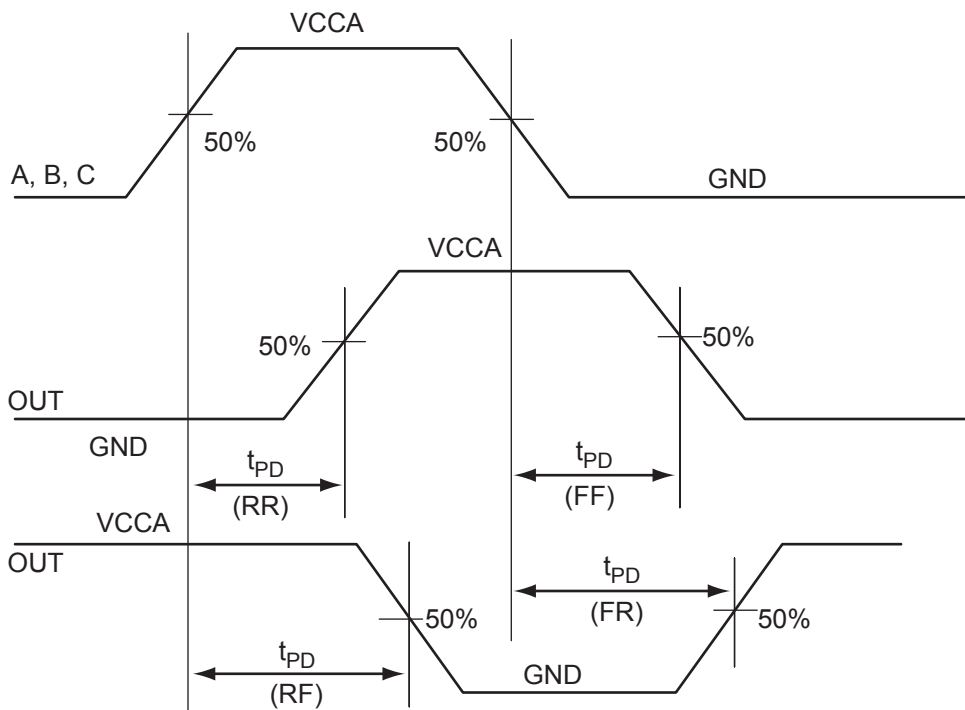 VCCA
50%
50%
A, B, C
GND
VCCA
50%
50%
OUT
GND
tPD
(RR)
tPD
(FF)
VCCA
OUT
tPD
(FR)
50%
50%
tPD
(RF)
GND